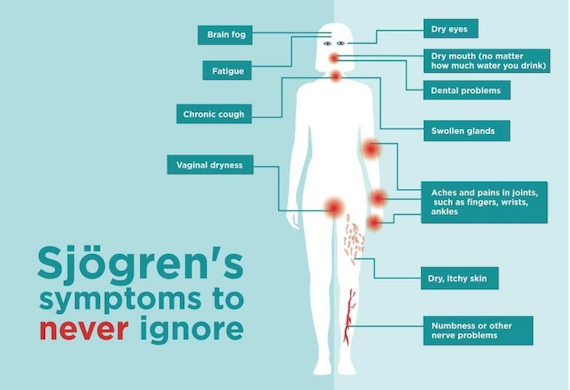 Brain fog
Fatigue
Chronic cough
Vaginal dryness
Sjögren's
symptoms to
never ignore
Dry eyes
Dry mouth (no matter
how much water you drink)
Dental problems
Swollen glands
Aches and pains in joints,
such as fingers, wrists,
ankles
Dry, itchy skin
Numbness or other
nerve problems